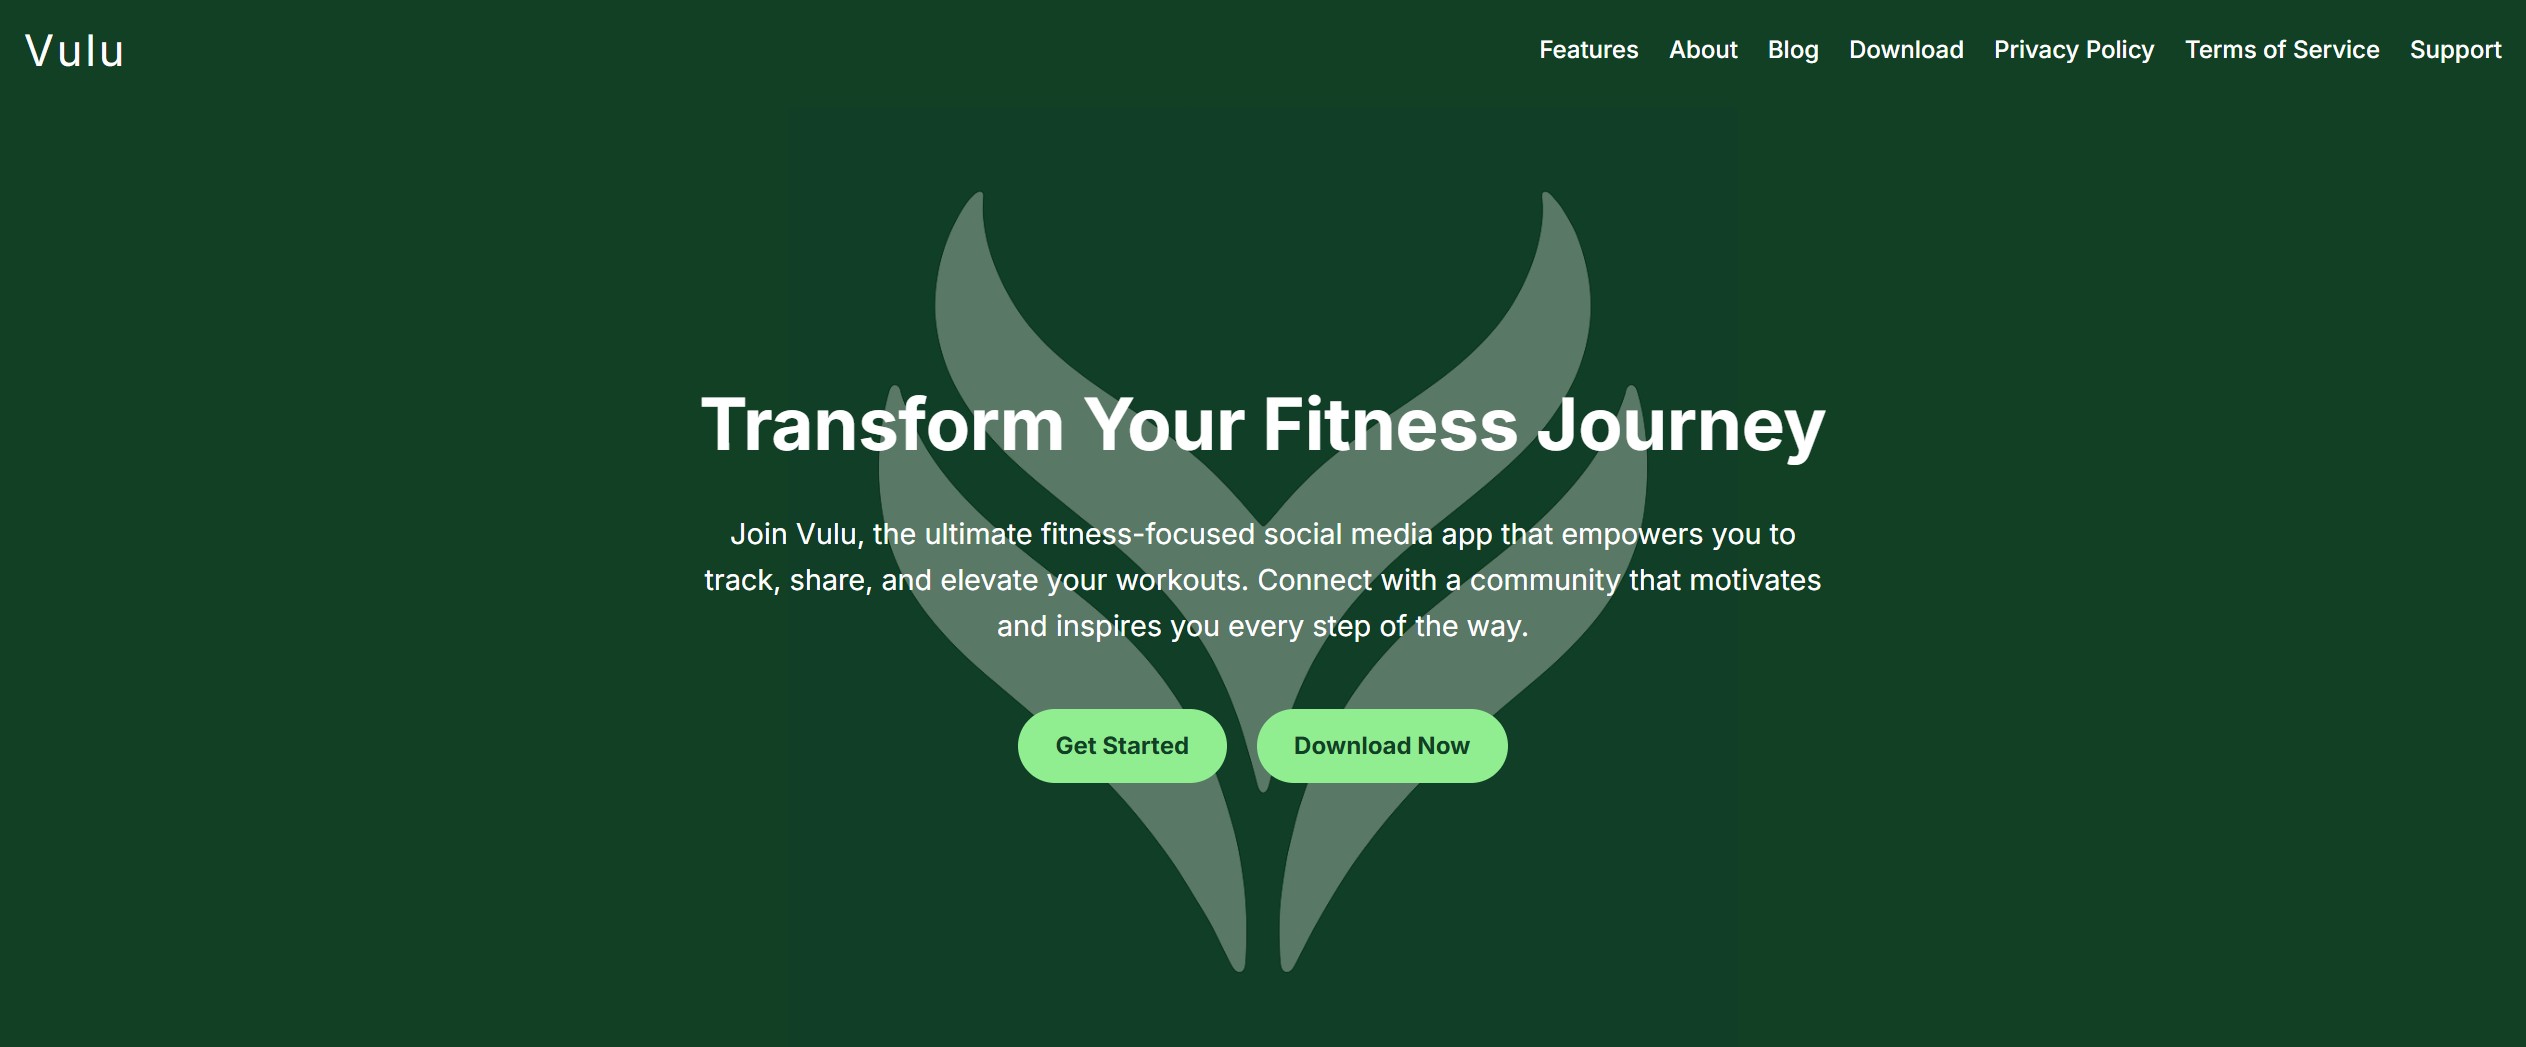 Vulu
Features About Blog Download Privacy Policy Terms of Service Support
Transform Your Fitness Journey
Join Vulu, the ultimate fitness-focused social media app that empowers you to
track, share, and elevate your workouts. Connect with a community that motivates
and inspires you every step of the way.
Get Started Download Now